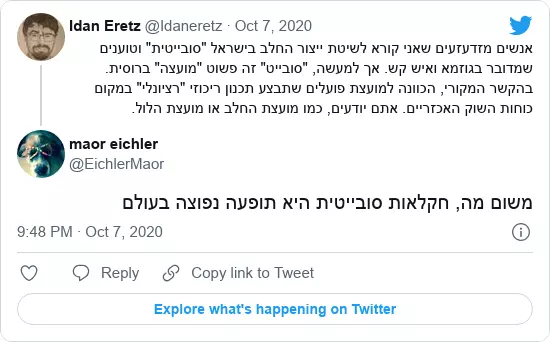 Idan Eretz @Idaneretz · Oct 7, 2020
אנשים מזדעזעים שאני קורא לשיטת ייצור החלב בישראל "סובייטית" וטוענים
שמדובר בגוזמא ואיש קש. אך למעשה, "סובייט" זה פשוט "מועצה" ברוסית.
בהקשר המקורי, הכוונה למועצת פועלים שתבצע תכנון ריכוזי "רציונלי" במקום
כוחות השוק האכזריים. אתם יודעים, כמו מועצת החלב או מועצת הלול.
maor eichler
@EichlerMaor
משום מה, חקלאות סובייטית היא תופעה נפוצה בעולם
9:48 PM · Oct 7, 2020
Reply Copy link to Tweet
Explore what's happening on Twitter